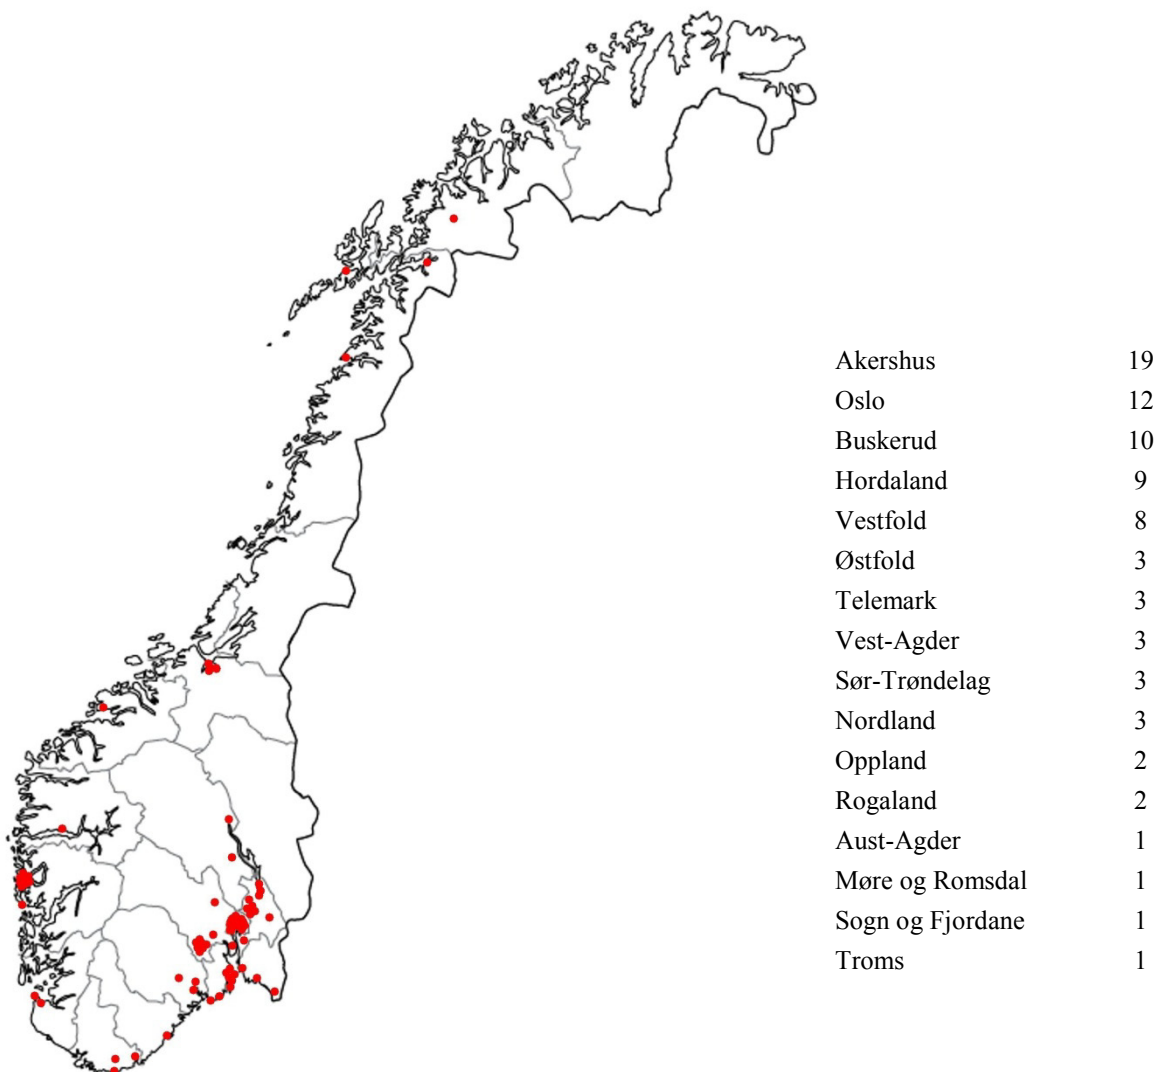 Akershus 19
Oslo 12
Buskerud 10
Hordaland 9
Vestfold 8
Østfold 3
Telemark 3
Vest-Agder 3
Sør-Trøndelag 3
Nordland 3
Oppland 2
Rogaland 2
Aust-Agder 1
Møre og Romsdal 1
Sogn og Fjordane 1
Troms 1